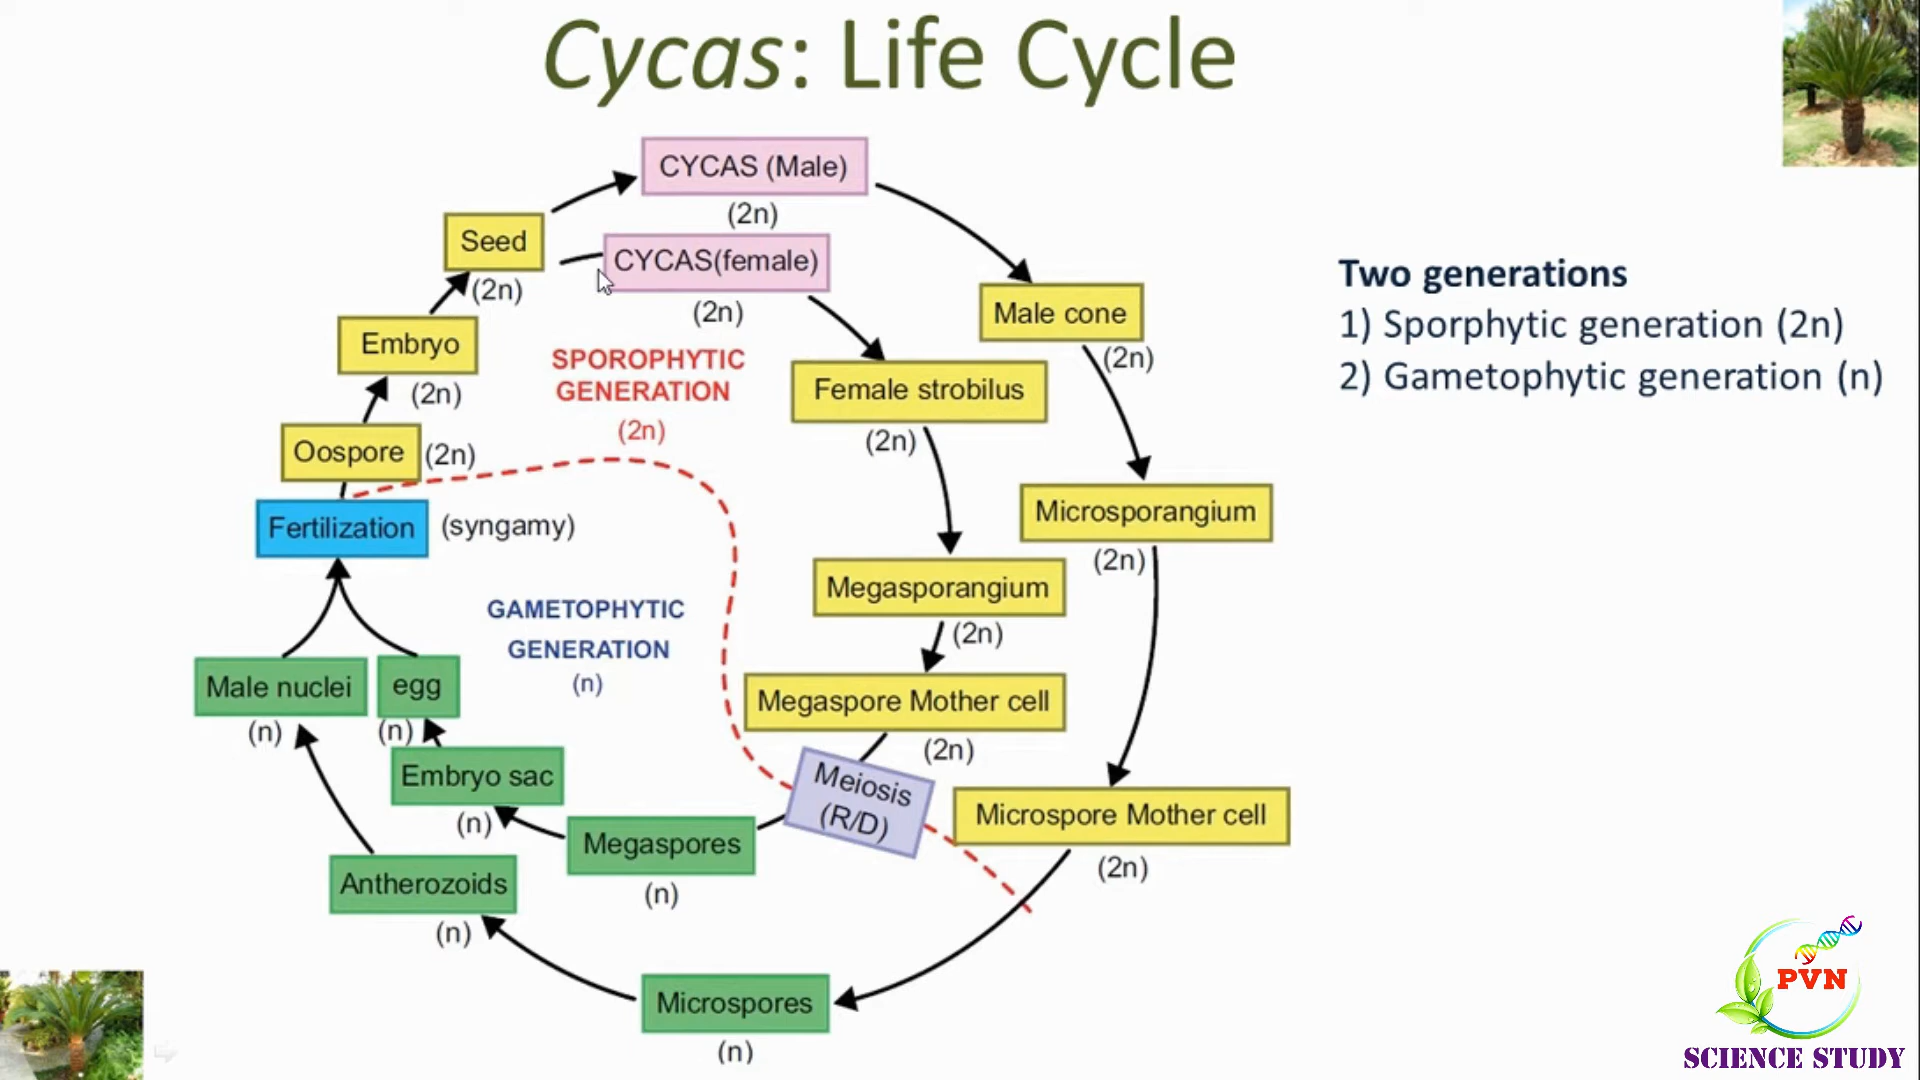 Cycas: Life Cycle
CYCAS (Male)
(2n)
Seed
(2n)
CYCAS(female)
(2n)
Male cone
(2n)
Embryo
(2n)
SPOROPHYTIC
GENERATION
(2n)
Female strobilus
(2n)
Oospore (2n)
Microsporangium
(2n)
Fertilization (syngamy)
Megasporangium
(2n)
GAMETOPHYTIC
GENERATION
(n)
Male nuclei
(n)
egg
(n)
Megaspore Mother cell
(2n)
Embryo sac
(n)
Meiosis
(R/D)
Microspore Mother cell
(2n)
Megaspores
(n)
Antherozoids
(n)
Microspores
(n)
Two generations
1) Sporphytic generation (2n)
2) Gametophytic generation (n)
PVN
SCIENCE STUDY